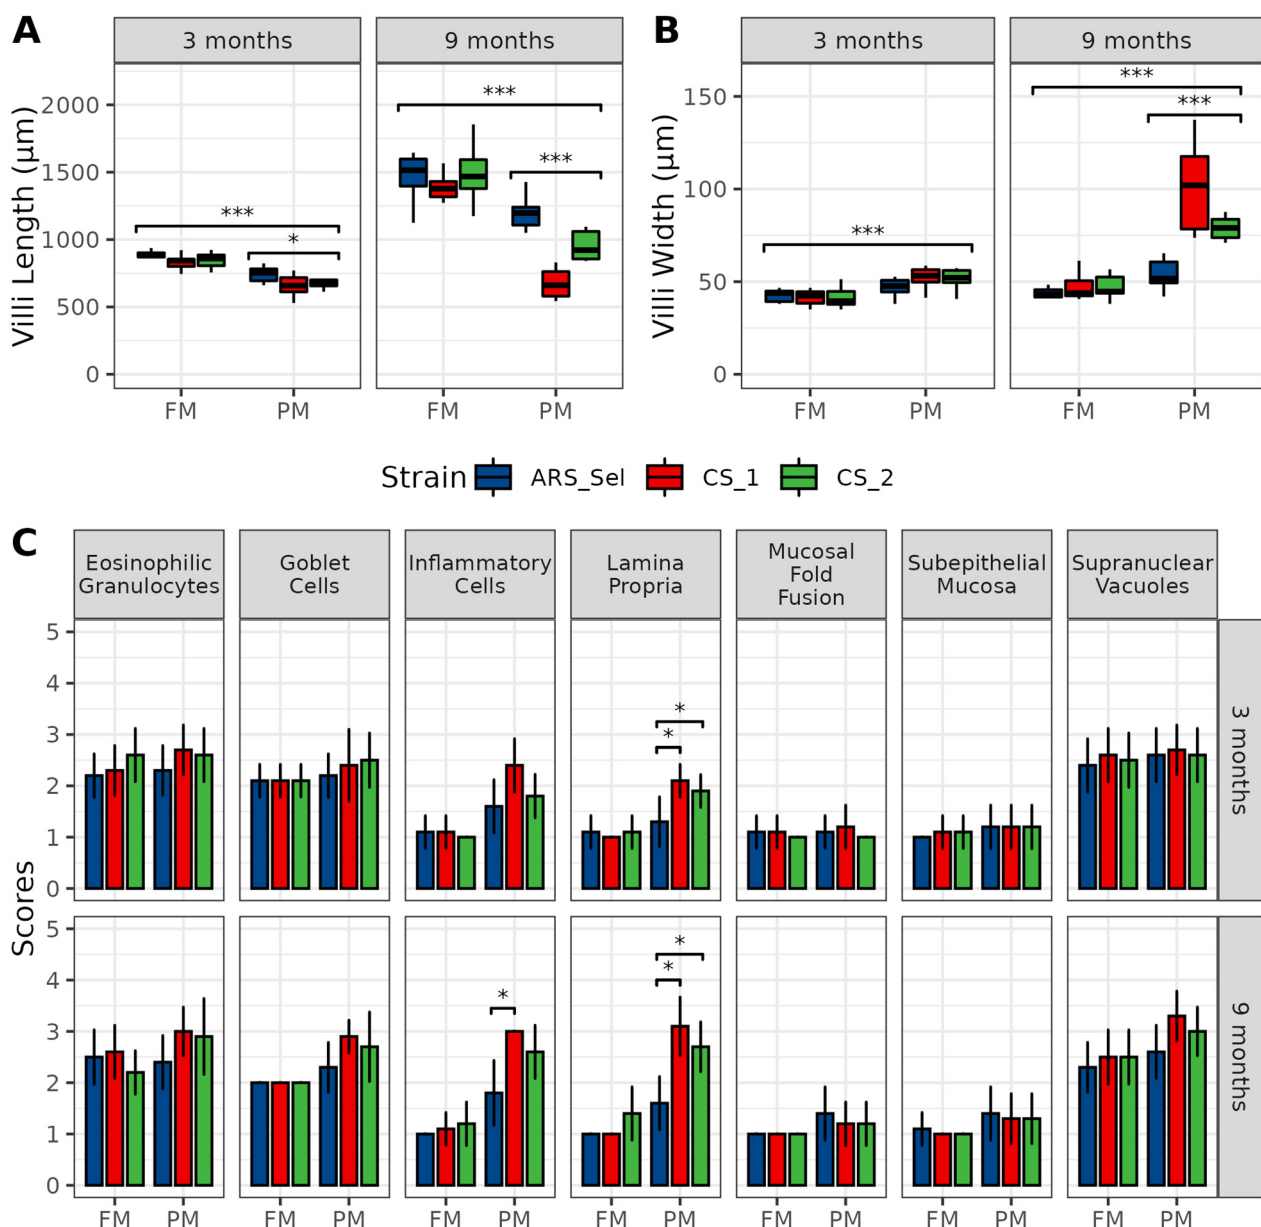 A
3 months
9 months
Villi Length (μm)
2000
1500
1000
500
0
***
*
***
***
FM
PM
FM
PM
B
3 months
9 months
Villi Width (μm)
150
100
50
0
***
***
***
FM
PM
FM
PM
Strain
ARS_Sel
CS_1
CS_2
C
Eosinophilic
Granulocytes
Goblet
Cells
Inflammatory
Cells
Lamina
Propria
Mucosal
Fold
Fusion
Subepithelial
Mucosa
Supranuclear
Vacuoles
Scores
5
4
3
2
1
0
*
*
3 months
5
4
3
2
1
0
*
*
*
9 months
FM
PM
FM
PM
FM
PM
FM
PM
FM
PM
FM
PM
FM
PM